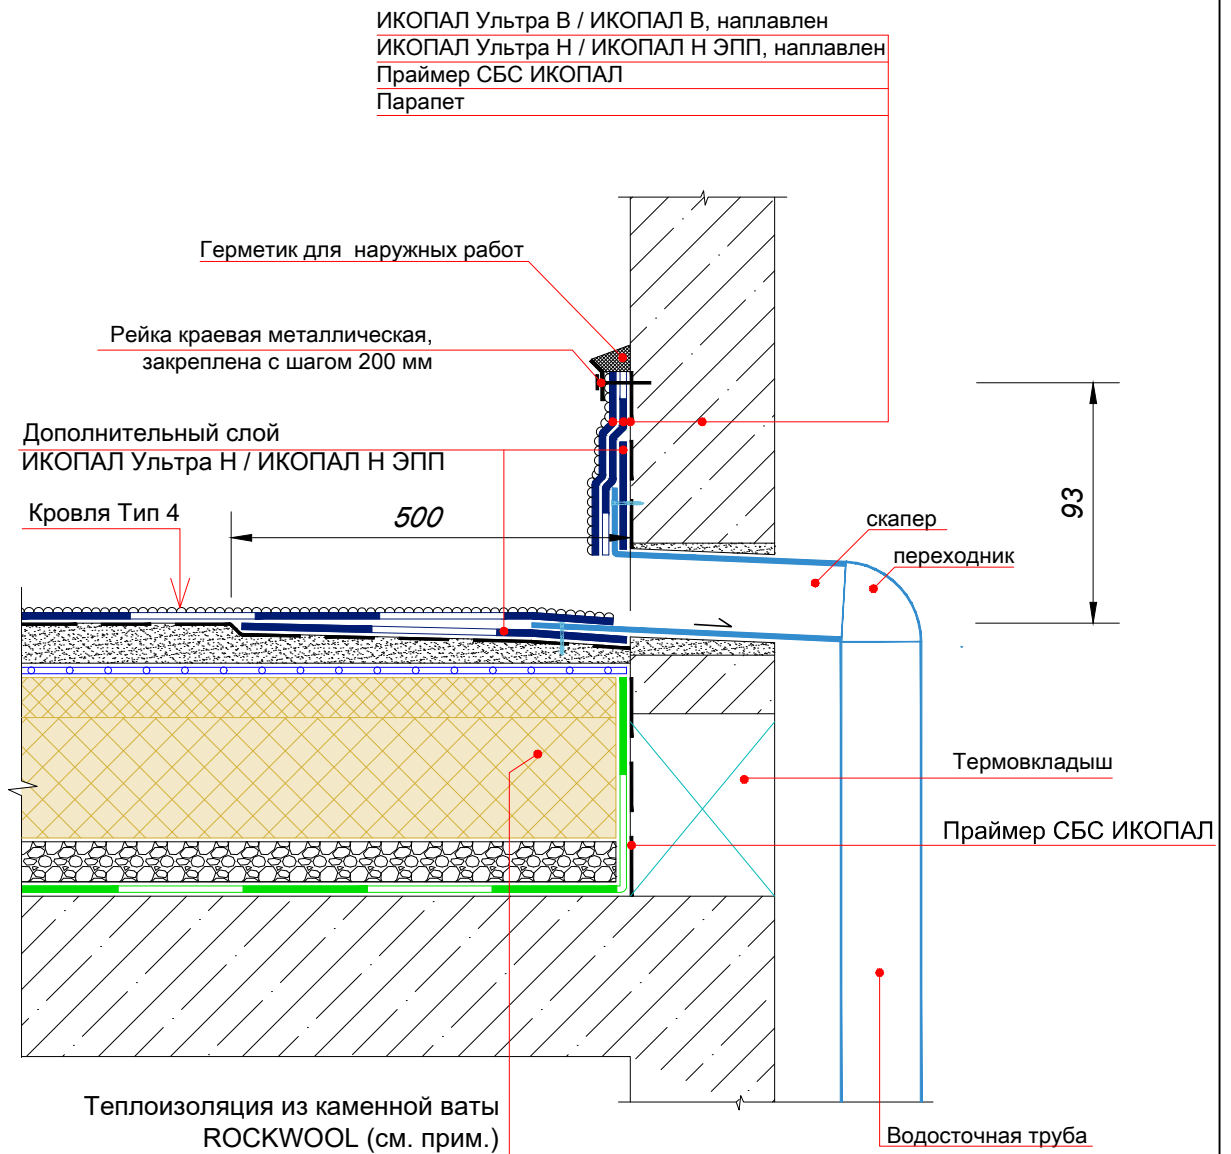 ИКОПАЛ Ультра В / ИКОПАЛ В, наплавлен
ИКОПАЛ Ультра Н / ИКОПАЛ Н ЭПП, наплавлен
Праймер СБС ИКОПАЛ
Парапет
Герметик для наружных работ
Рейка краевая металлическая,
закреплена с шагом 200 мм
Дополнительный слой
ИКОПАЛ Ультра Н / ИКОПАЛ Н ЭПП
Кровля Тип 4
500
93
скапер
переходник
Термовкладыш
Праймер СБС ИКОПАЛ
Теплоизоляция из каменной ваты
ROCKWOOL (см. прим.)
Водосточная труба